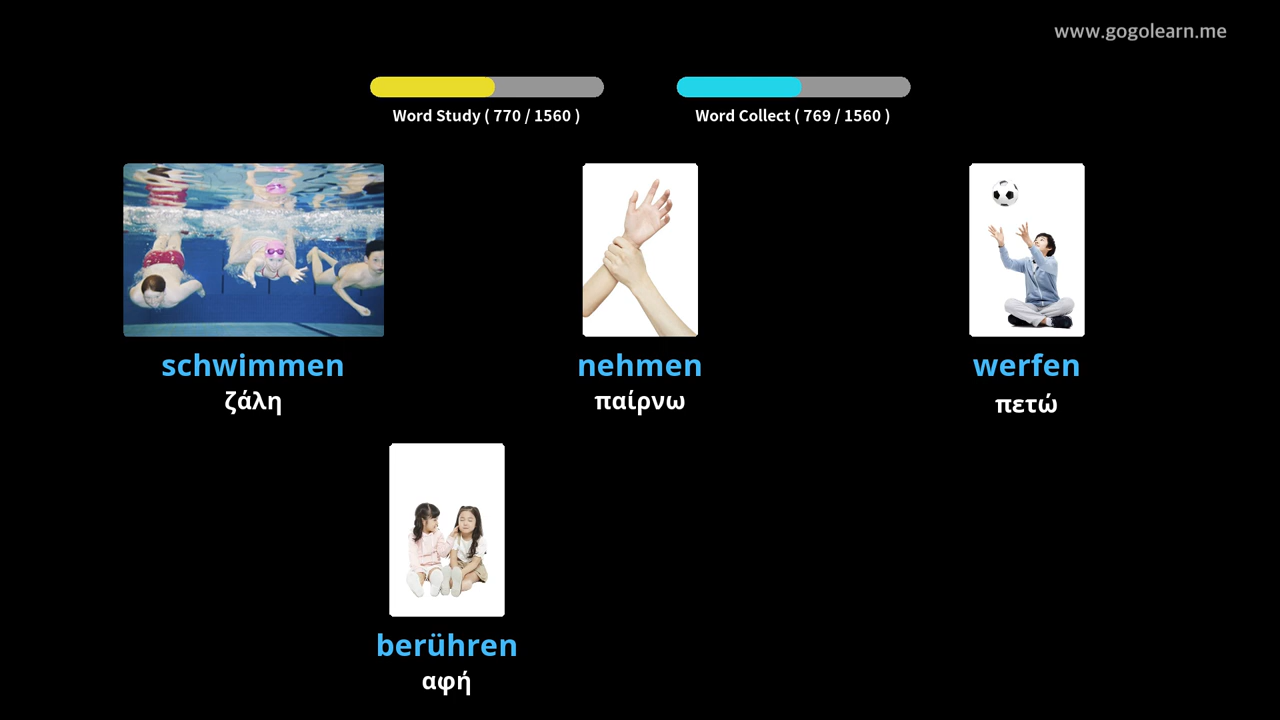 www.gogolearn.me
Word Study ( 770 / 1560 )
Word Collect ( 769 / 1560 )
schwimmen
ζάλη
nehmen
παίρνω
werfen
πετώ
berühren
αφή